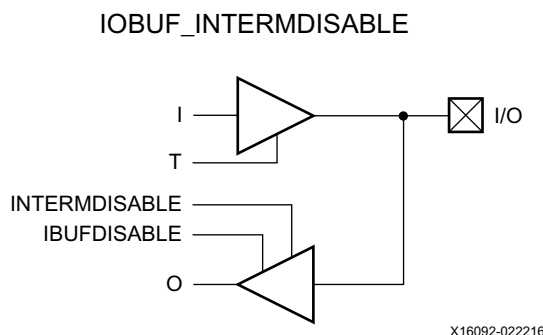 IOBUF_INTERMDISABLE
I
I/O
T
INTERMDISABLE
IBUFDISABLE
O
X16092-022216